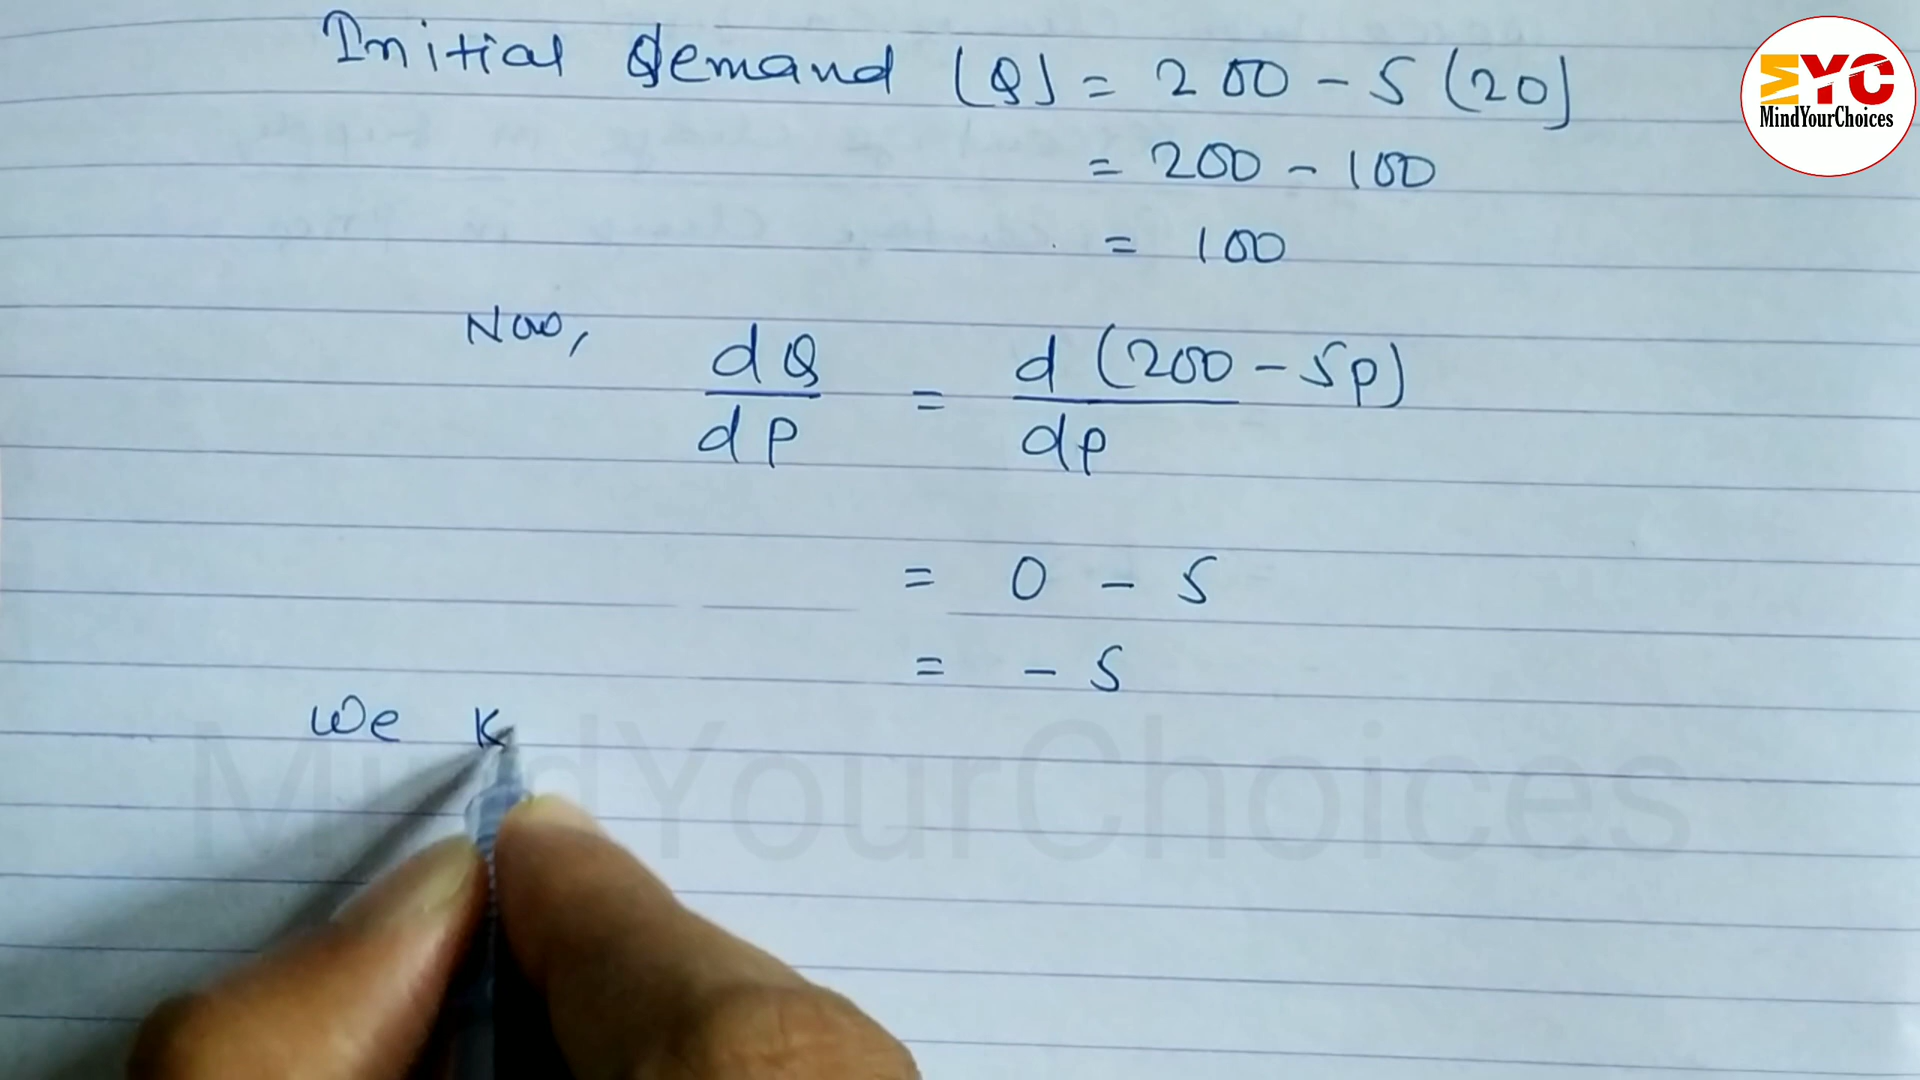 Initial demand (Q) = 200 - 5 (20)
= 200 - 100
= 100
Now, dQ/dP = d (200 - 5P)/dP
= 0 - 5
= - 5
We K
MYC
MindYourChoices
MindYourChoices